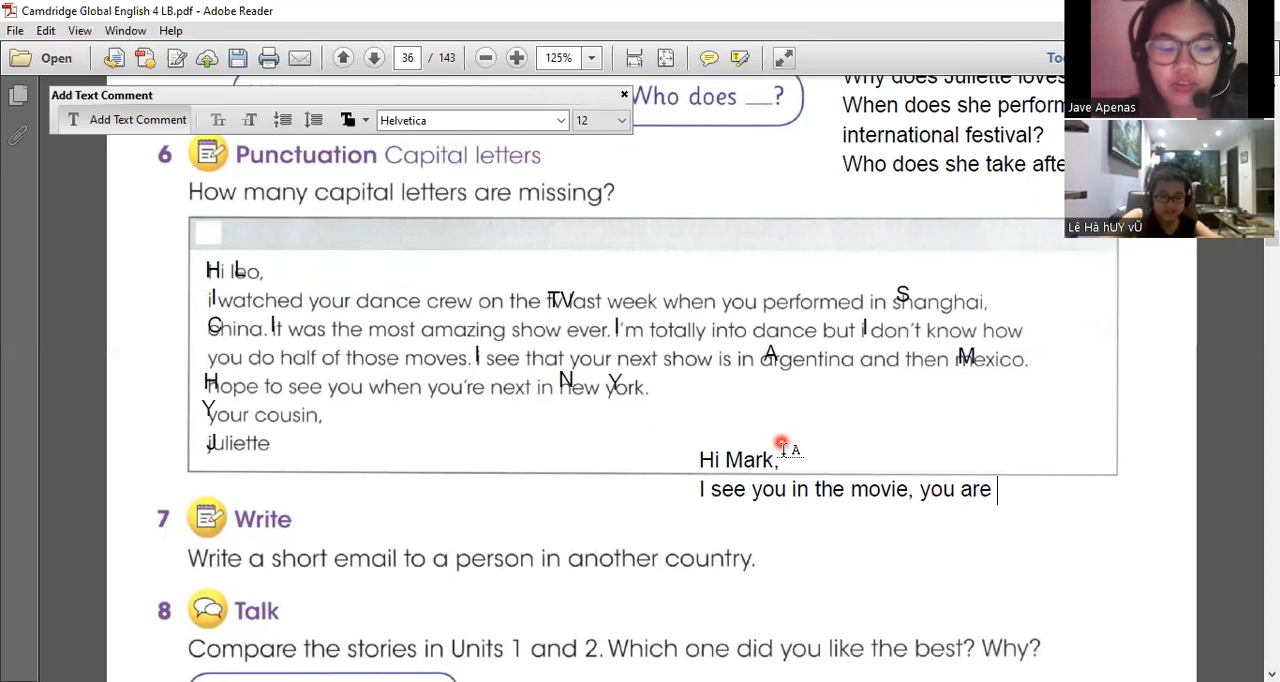 Camdridge Global English 4 LB.pdf - Adobe Reader
File Edit View Window Help
Open 36 / 143 125%
Add Text Comment
T Add Text Comment Helvetica 12
Who does __?
Why does Juliette loves
When does she perform
international festival?
Who does she take afte
Jave Apenas
Lê Hà hUY vŨ
6 Punctuation Capital letters
How many capital letters are missing?
Hi Leo,
I watched your dance crew on the TV last week when you performed in Shanghai,
China. It was the most amazing show ever. I'm totally into dance but I don't know how
you do half of those moves. I see that your next show is in Argentina and then Mexico.
Hope to see you when you're next in New York.
Your cousin,
Juliette
Hi Mark,
I see you in the movie, you are
7 Write
Write a short email to a person in another country.
8 Talk
Compare the stories in Units 1 and 2. Which one did you like the best? Why?